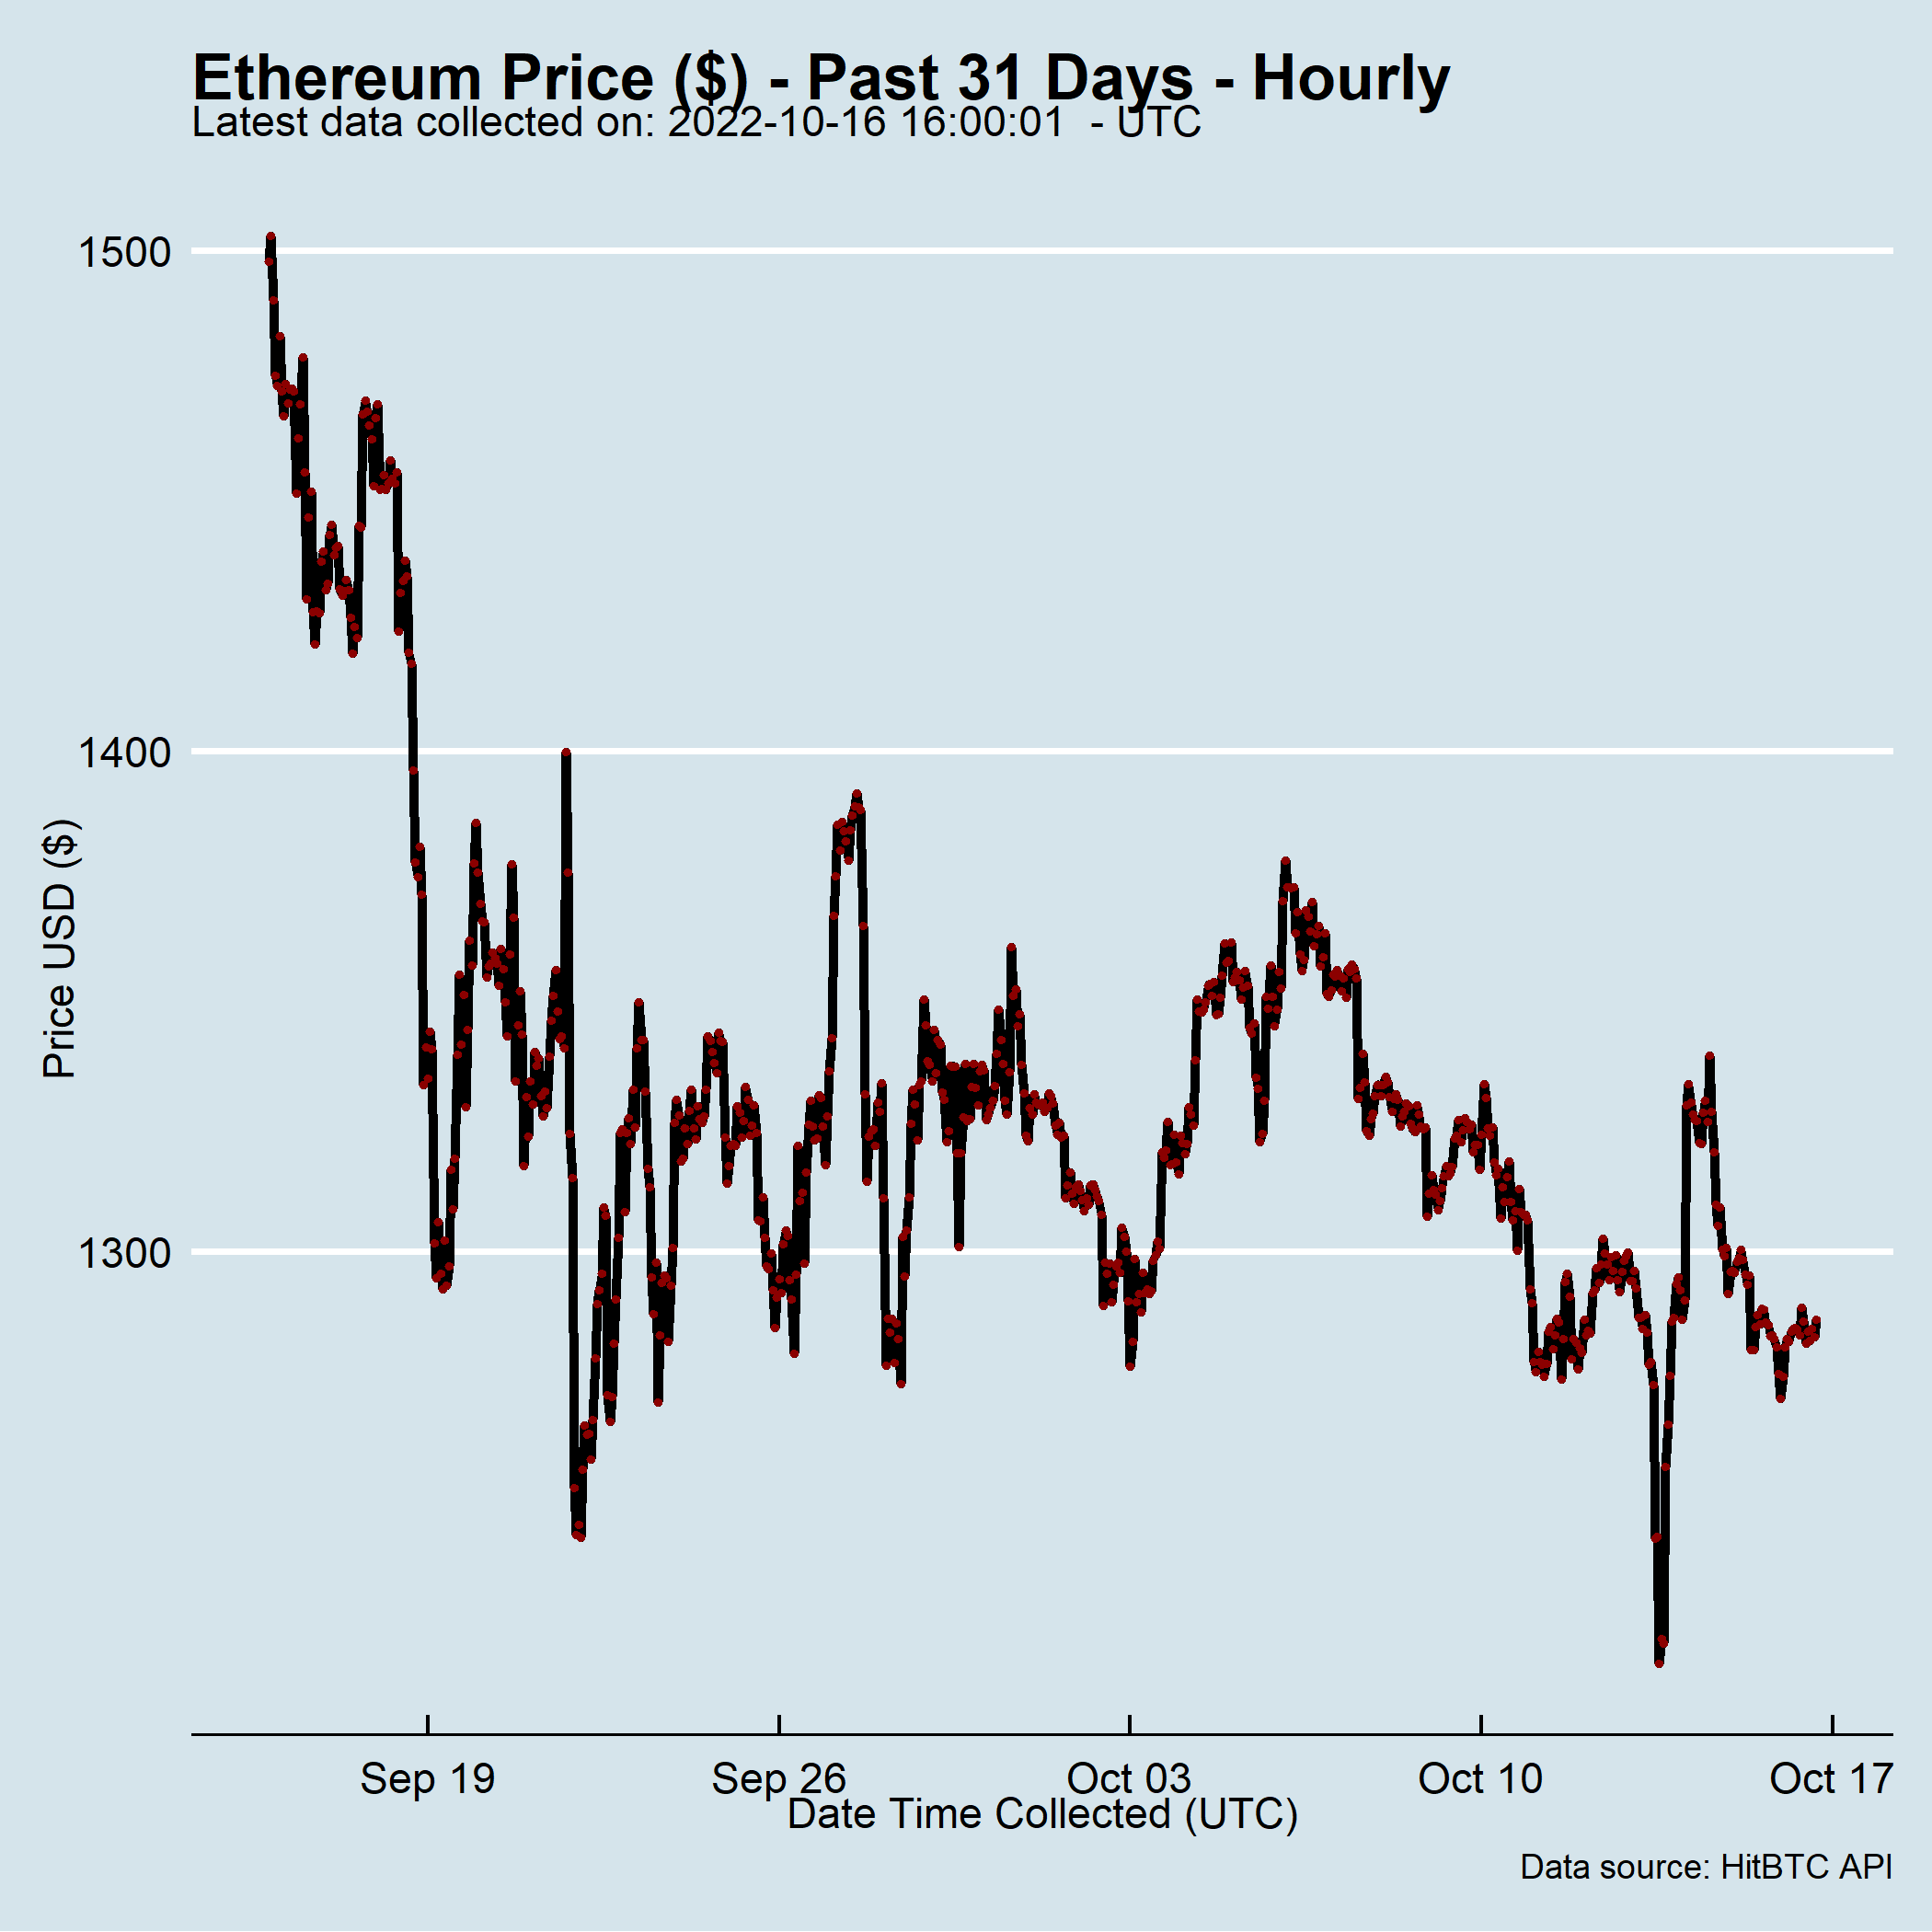 Ethereum Price ($) - Past 31 Days - Hourly
Latest data collected on: 2022-10-16 16:00:01  - UTC
1500
1400
1300
Price USD ($)
Sep 19 Sep 26 Oct 03 Oct 10 Oct 17
Date Time Collected (UTC)
Data source: HitBTC API